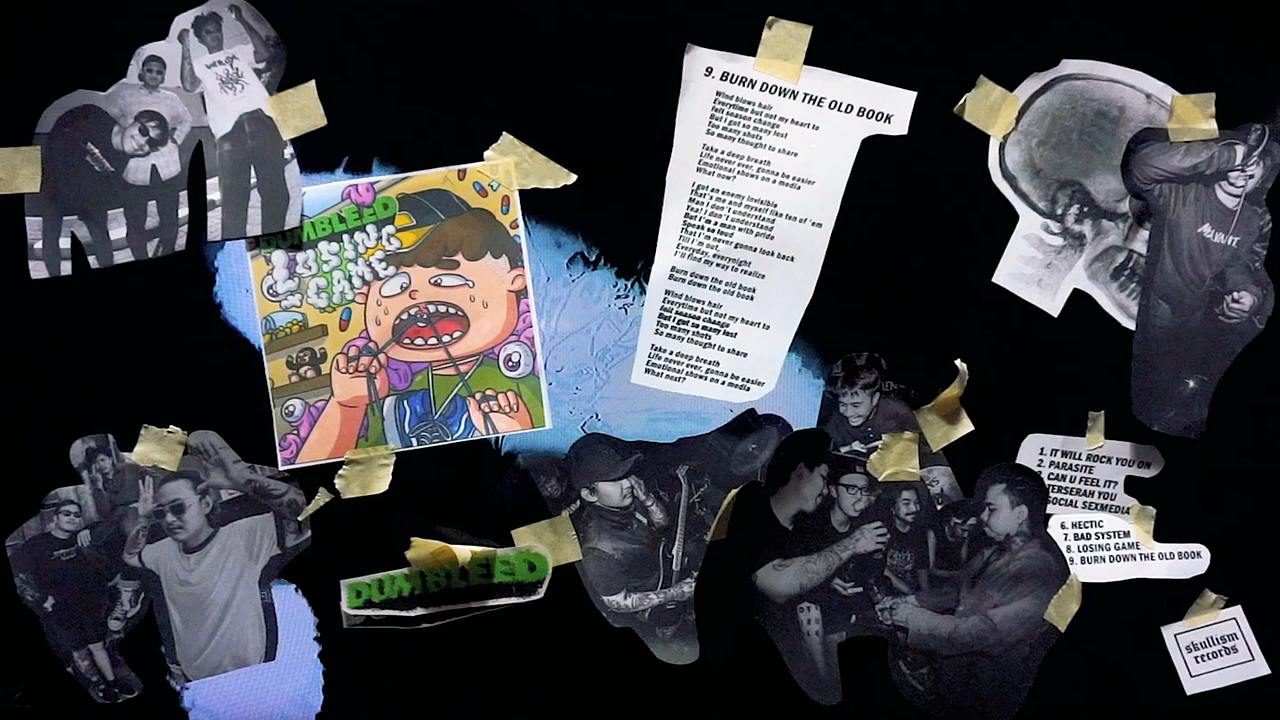 DUMBLEED
LOSING
GAME
9. BURN DOWN THE OLD BOOK
Wind blows hair
Everytime but not my heart to
felt season change
But I got so many lost
Too many shots
So many thought to share
Take a deep breath
Life never ever, gonna be easier
Emotional shows on a media
What now?
I got an enemy invisible
That's me and myself like ten of 'em
Man I don't understand
Yea! I don't understand
But I'm a man with pride
Speak so loud
That I'm never gonna look back
Till I'm out,
Everyday, everynight
I'll find my way to realize
Burn down the old book
Burn down the old book
Wind blows hair
Everytime but not my heart to
felt season change
But I got so many lost
Too many shots
So many thought to share
Take a deep breath
Life never ever, gonna be easier
Emotional shows on a media
What next?
DUMBLEED
1. IT WILL ROCK YOU ON
2. PARASITE
CAN U FEEL IT?
TERSERAH YOU
SOCIAL SEXMEDIA
6. HECTIC
7. BAD SYSTEM
8. LOSING GAME
9. BURN DOWN THE OLD BOOK
skullism
records